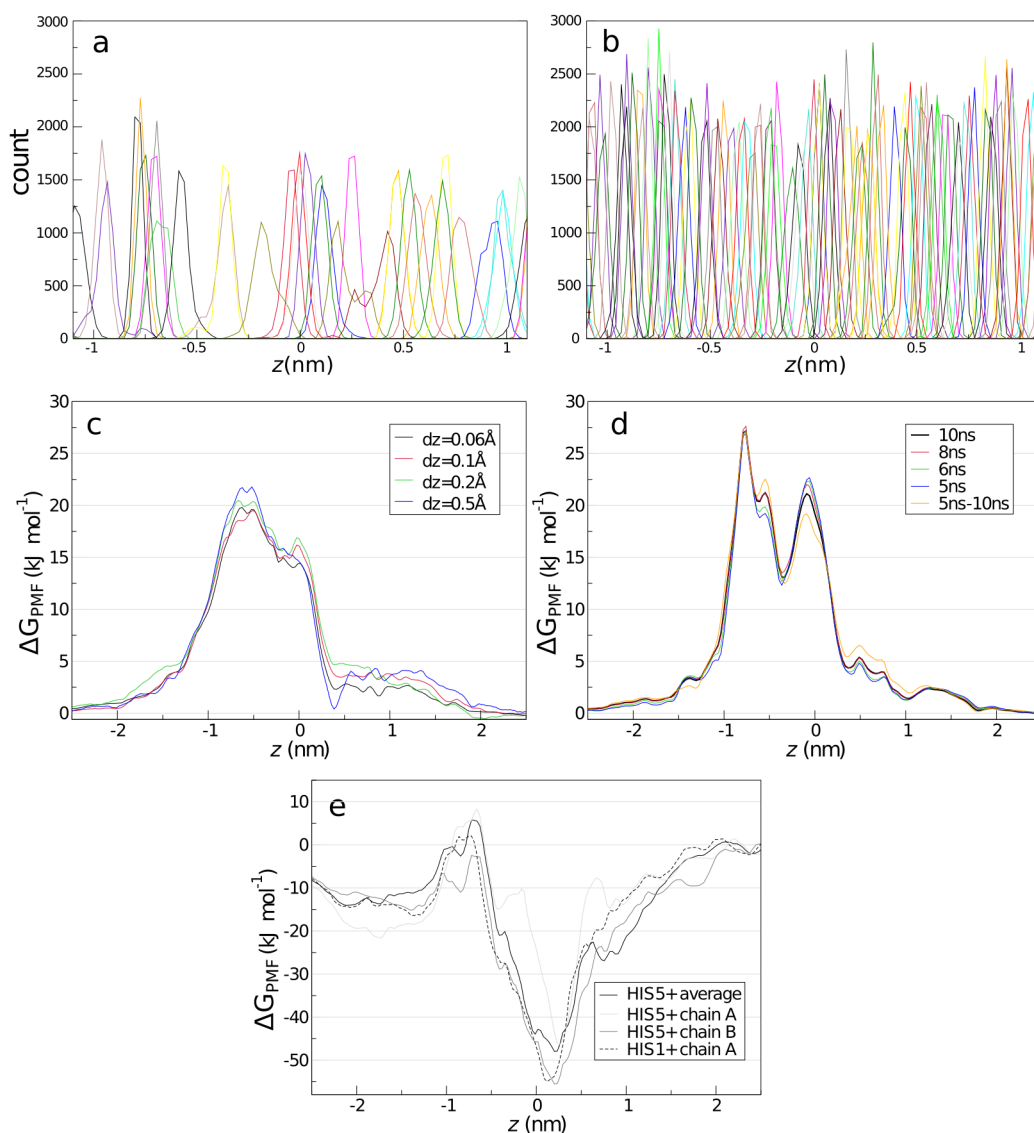 a
3000
2500
2000
1500
1000
500
0
count
-1
-0.5
0
0.5
1
z(nm)
b
3000
2500
2000
1500
1000
500
0
-1
-0.5
0
0.5
1
z(nm)
c
30
25
20
15
10
5
0
ΔG_PMF (kJ mol⁻¹)
dz=0.06Å
dz=0.1Å
dz=0.2Å
dz=0.5Å
-2
-1
0
1
2
z (nm)
d
30
25
20
15
10
5
0
ΔG_PMF (kJ mol⁻¹)
10ns
8ns
6ns
5ns
5ns-10ns
-2
-1
0
1
2
z (nm)
e
10
0
-10
-20
-30
-40
-50
ΔG_PMF (kJ mol⁻¹)
HIS5+average
HIS5+chain A
HIS5+chain B
HIS1+chain A
-2
-1
0
1
2
z (nm)